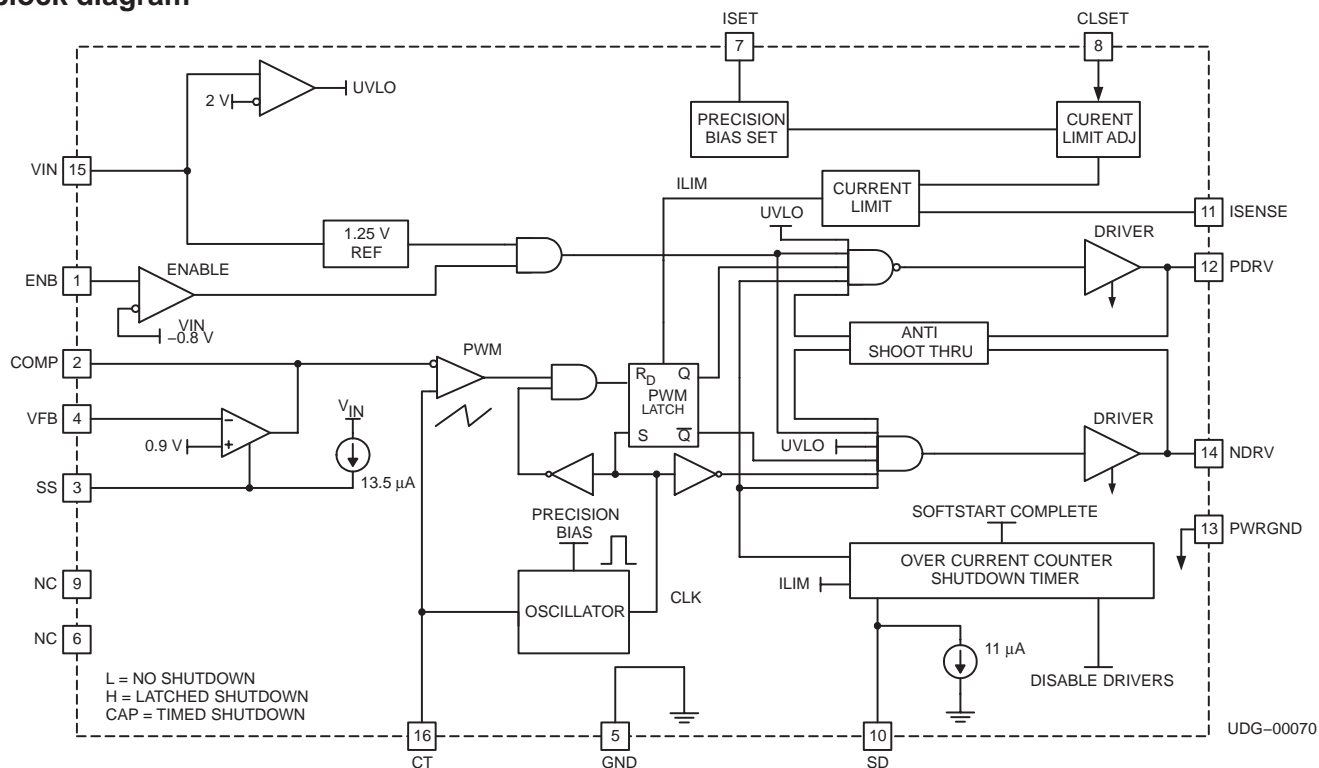 ISET
CLSET
7
8
UVLO
2 V
PRECISION
BIAS SET
CURENT
LIMIT ADJ
VIN
15
ILIM
CURRENT
LIMIT
UVLO
11
ISENSE
1.25 V
REF
DRIVER
ENB
1
ENABLE
12
PDRV
VIN
−0.8 V
ANTI
SHOOT THRU
COMP
2
PWM
RD
Q
PWM
LATCH
S
Q
VFB
4
VIN
0.9 V
−
+
DRIVER
UVLO
14
NDRV
SS
3
13.5 μA
PRECISION
BIAS
SOFTSTART COMPLETE
13
PWRGND
OVER CURRENT COUNTER
SHUTDOWN TIMER
NC
9
ILIM
OSCILLATOR
CLK
NC
6
11 μA
L = NO SHUTDOWN
H = LATCHED SHUTDOWN
CAP = TIMED SHUTDOWN
DISABLE DRIVERS
16
5
10
UDG−00070
CT
GND
SD